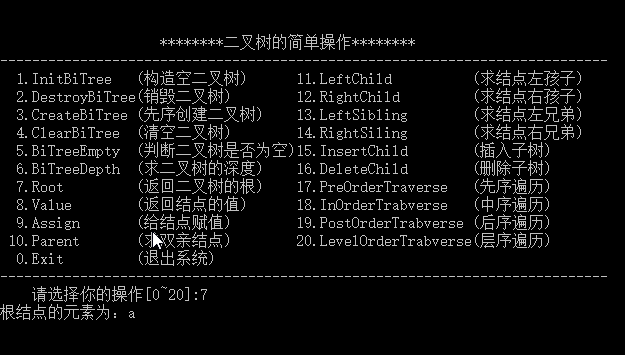 ********二叉树的简单操作********
1.InitBiTree (构造空二叉树) 11.LeftChild (求结点左孩子)
2.DestroyBiTree(销毁二叉树) 12.RightChild (求结点右孩子)
3.CreateBiTree (先序创建二叉树) 13.LeftSibling (求结点左兄弟)
4.ClearBiTree (清空二叉树) 14.RightSiling (求结点右兄弟)
5.BiTreeEmpty (判断二叉树是否为空)15.InsertChild (插入子树)
6.BiTreeDepth (求二叉树的深度) 16.DeleteChild (删除子树)
7.Root (返回二叉树的根) 17.PreOrderTraverse (先序遍历)
8.Value (返回结点的值) 18.InOrderTrabverse (中序遍历)
9.Assign (给结点赋值) 19.PostOrderTrabverse (后序遍历)
10.Parent (求双亲结点) 20.LevelOrderTrabverse(层序遍历)
0.Exit (退出系统)
请选择你的操作[0~20]:7
根结点的元素为：a